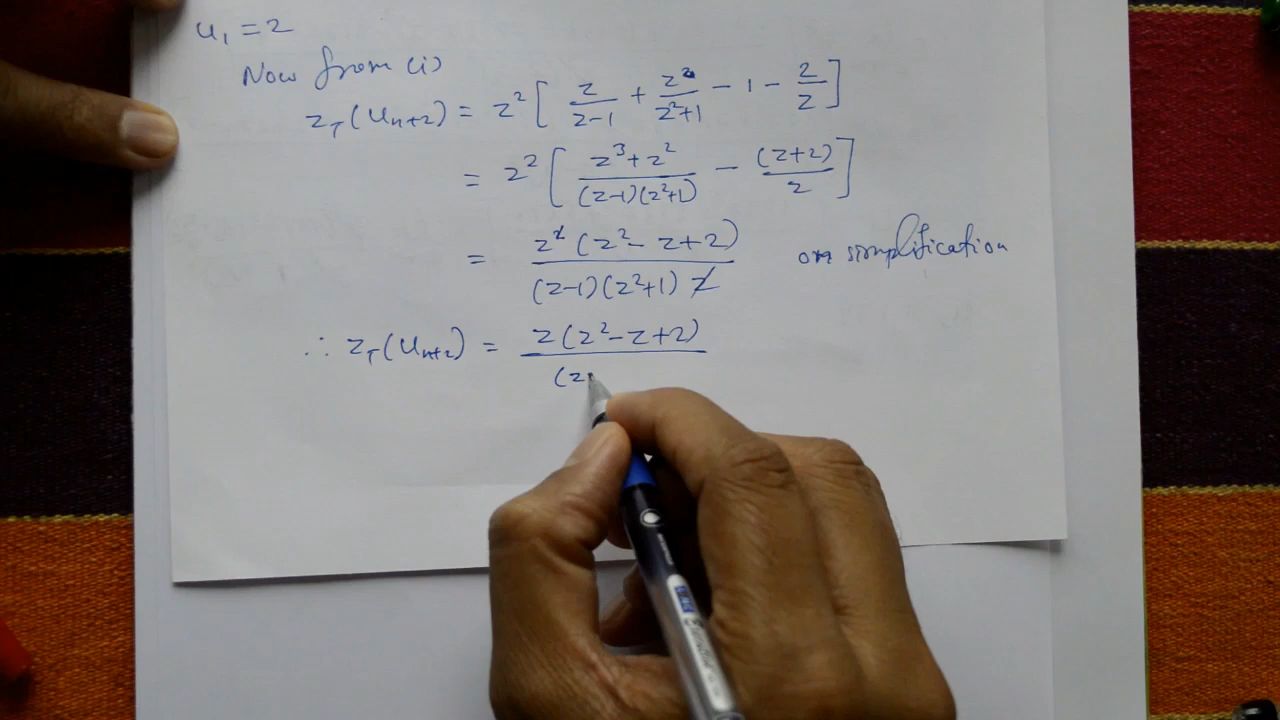 u₁ = 2
Now from (i)
z_T(u_{n+2}) = z² [ z/(z-1) + z²/(z²+1) - 1 - 2/z ]
= z² [ (z³+z²)/((z-1)(z²+1)) - (z+2)/z ]
= z²(z²-z+2)/((z-1)(z²+1) z) on simplification
∴ z_T(u_{n+2}) = z(z²-z+2)/(z